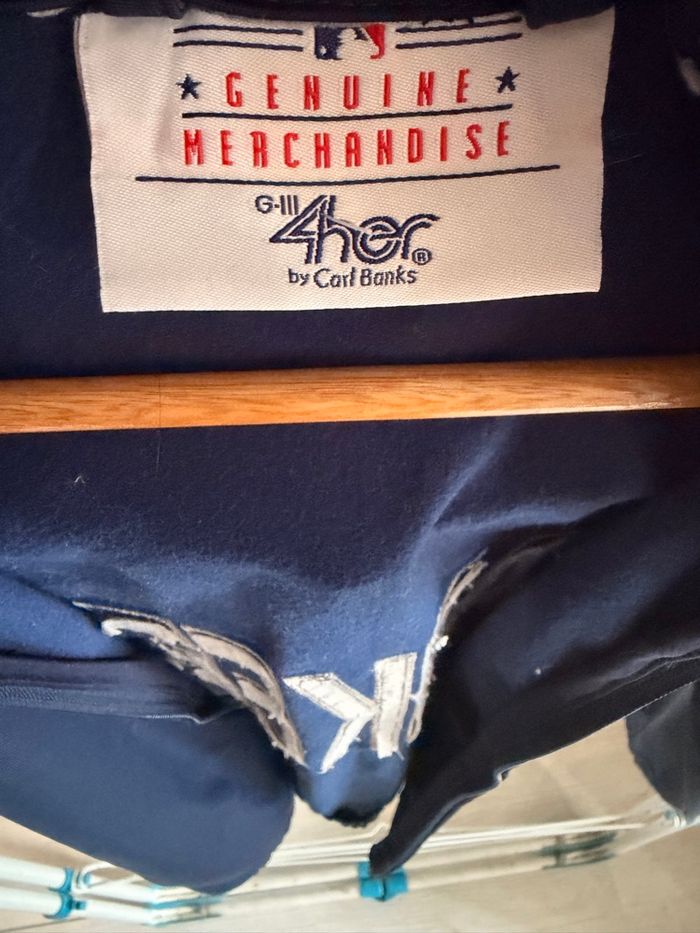 GENUINE
MERCHANDISE
G-III 4her ®
by Carl Banks